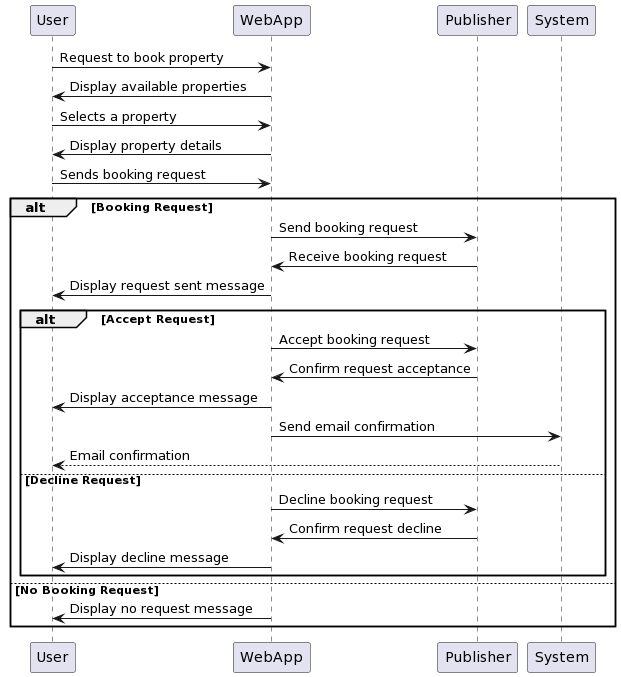 User WebApp Publisher System
Request to book property
Display available properties
Selects a property
Display property details
Sends booking request
alt [Booking Request]
Send booking request
Receive booking request
Display request sent message
alt [Accept Request]
Accept booking request
Confirm request acceptance
Display acceptance message
Send email confirmation
Email confirmation
[Decline Request]
Decline booking request
Confirm request decline
Display decline message
[No Booking Request]
Display no request message
User WebApp Publisher System